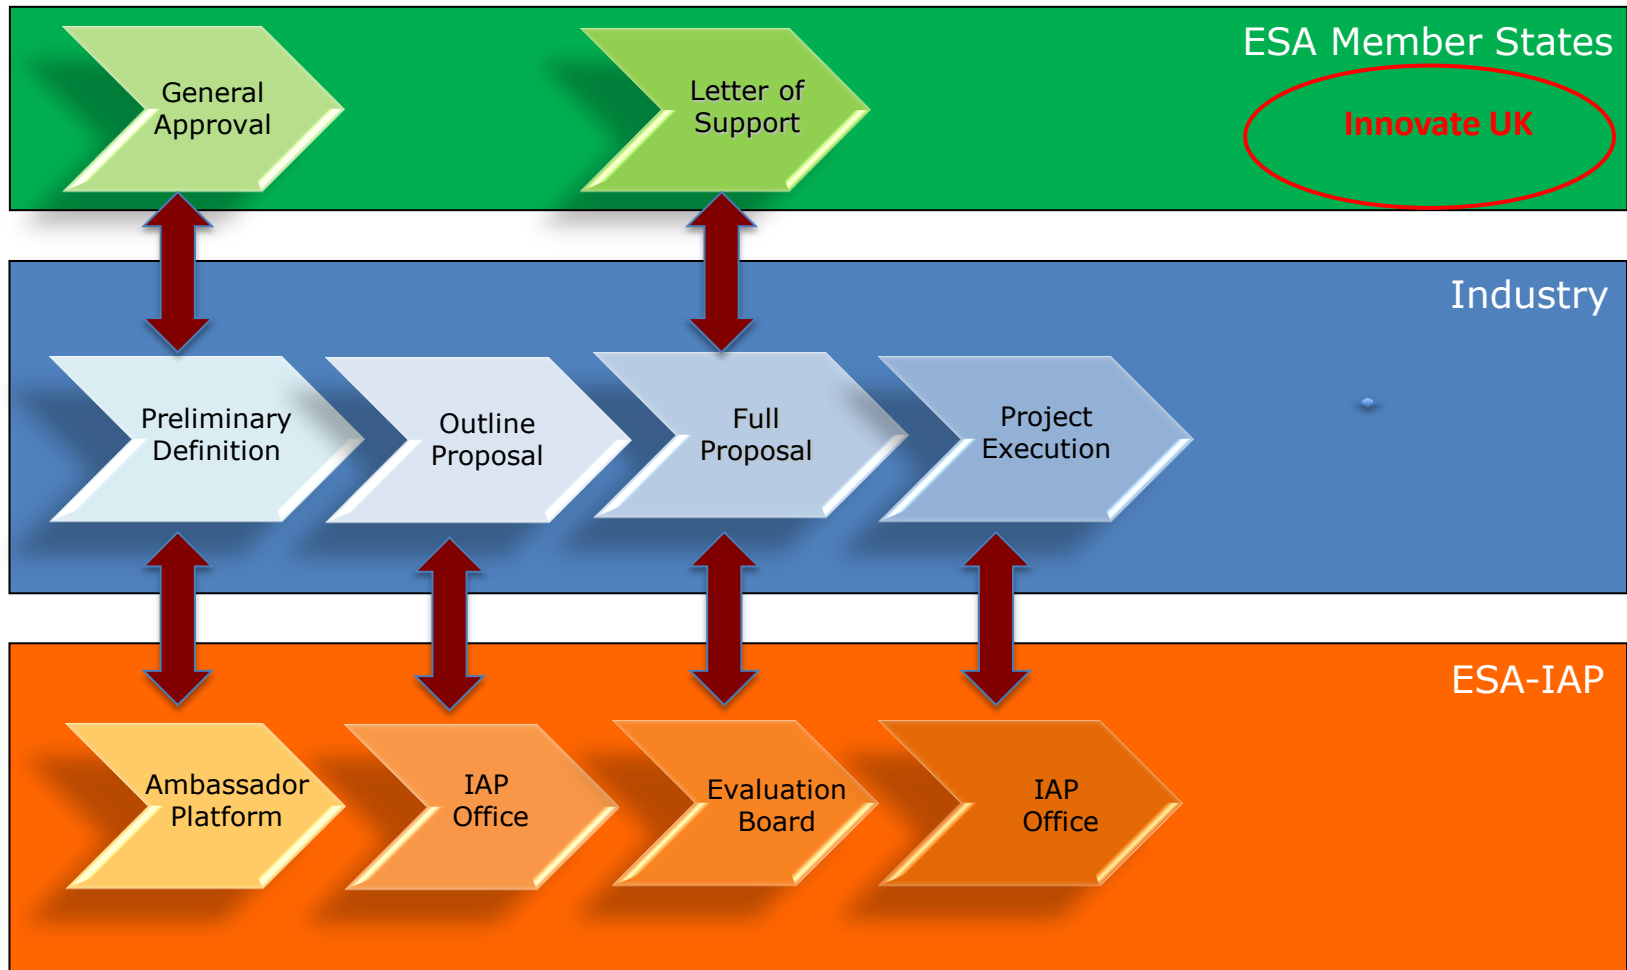 ESA Member States
Innovate UK
General
Approval
Letter of
Support
Industry
Preliminary
Definition
Outline
Proposal
Full
Proposal
Project
Execution
ESA-IAP
Ambassador
Platform
IAP
Office
Evaluation
Board
IAP
Office